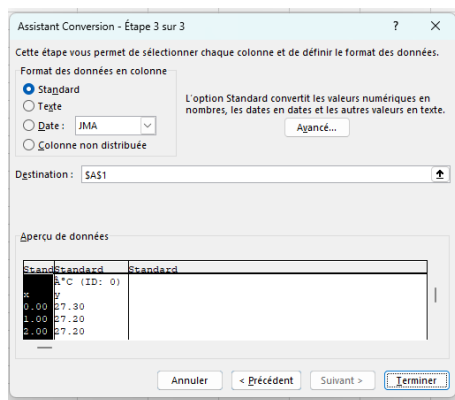 Assistant Conversion - Étape 3 sur 3 ? ×
Cette étape vous permet de sélectionner chaque colonne et de définir le format des données.
Format des données en colonne
Standard
Texte
Date : JMA
Colonne non distribuée
L'option Standard convertit les valeurs numériques en
nombres, les dates en dates et les autres valeurs en texte.
Avancé...
Destination : $A$1
Aperçu de données
Stand Standard Standard
Â°C (ID: 0)
x y
0.00 27.30
1.00 27.20
2.00 27.20
Annuler < Précédent Suivant > Terminer